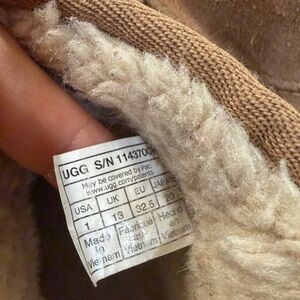 UGG S/N 1143700
May be covered by Pat.
www.ugg.com/patents
USA UK EU JAPAN
1 13 32.5 20
Made Fabriqué Hecho
in au en
Vietnam Vietnam Vietnam